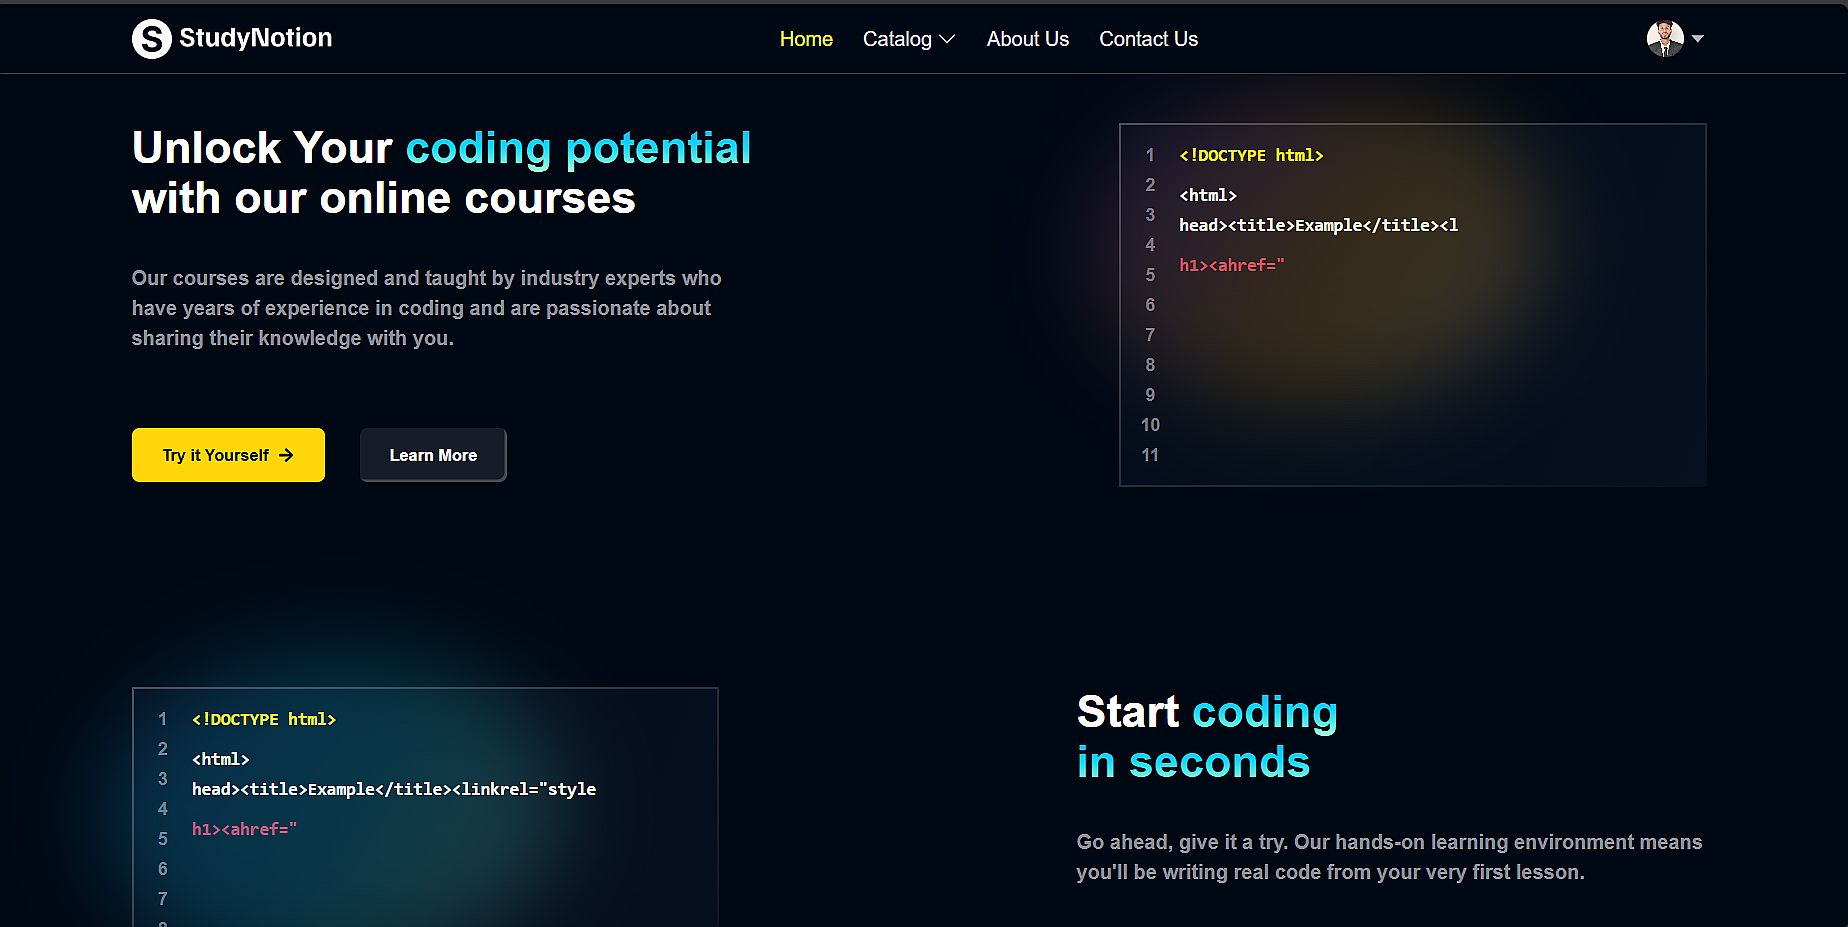 StudyNotion
Home Catalog About Us Contact Us
Unlock Your coding potential
with our online courses
Our courses are designed and taught by industry experts who
have years of experience in coding and are passionate about
sharing their knowledge with you.
Try it Yourself
Learn More
1 <!DOCTYPE html>
2 <html>
3 head><title>Example</title><l
4
5 h1><ahref="
6
7
8
9
10
11
1 <!DOCTYPE html>
2 <html>
3 head><title>Example</title><linkrel="style
4
5 h1><ahref="
6
7
Start coding
in seconds
Go ahead, give it a try. Our hands-on learning environment means
you'll be writing real code from your very first lesson.